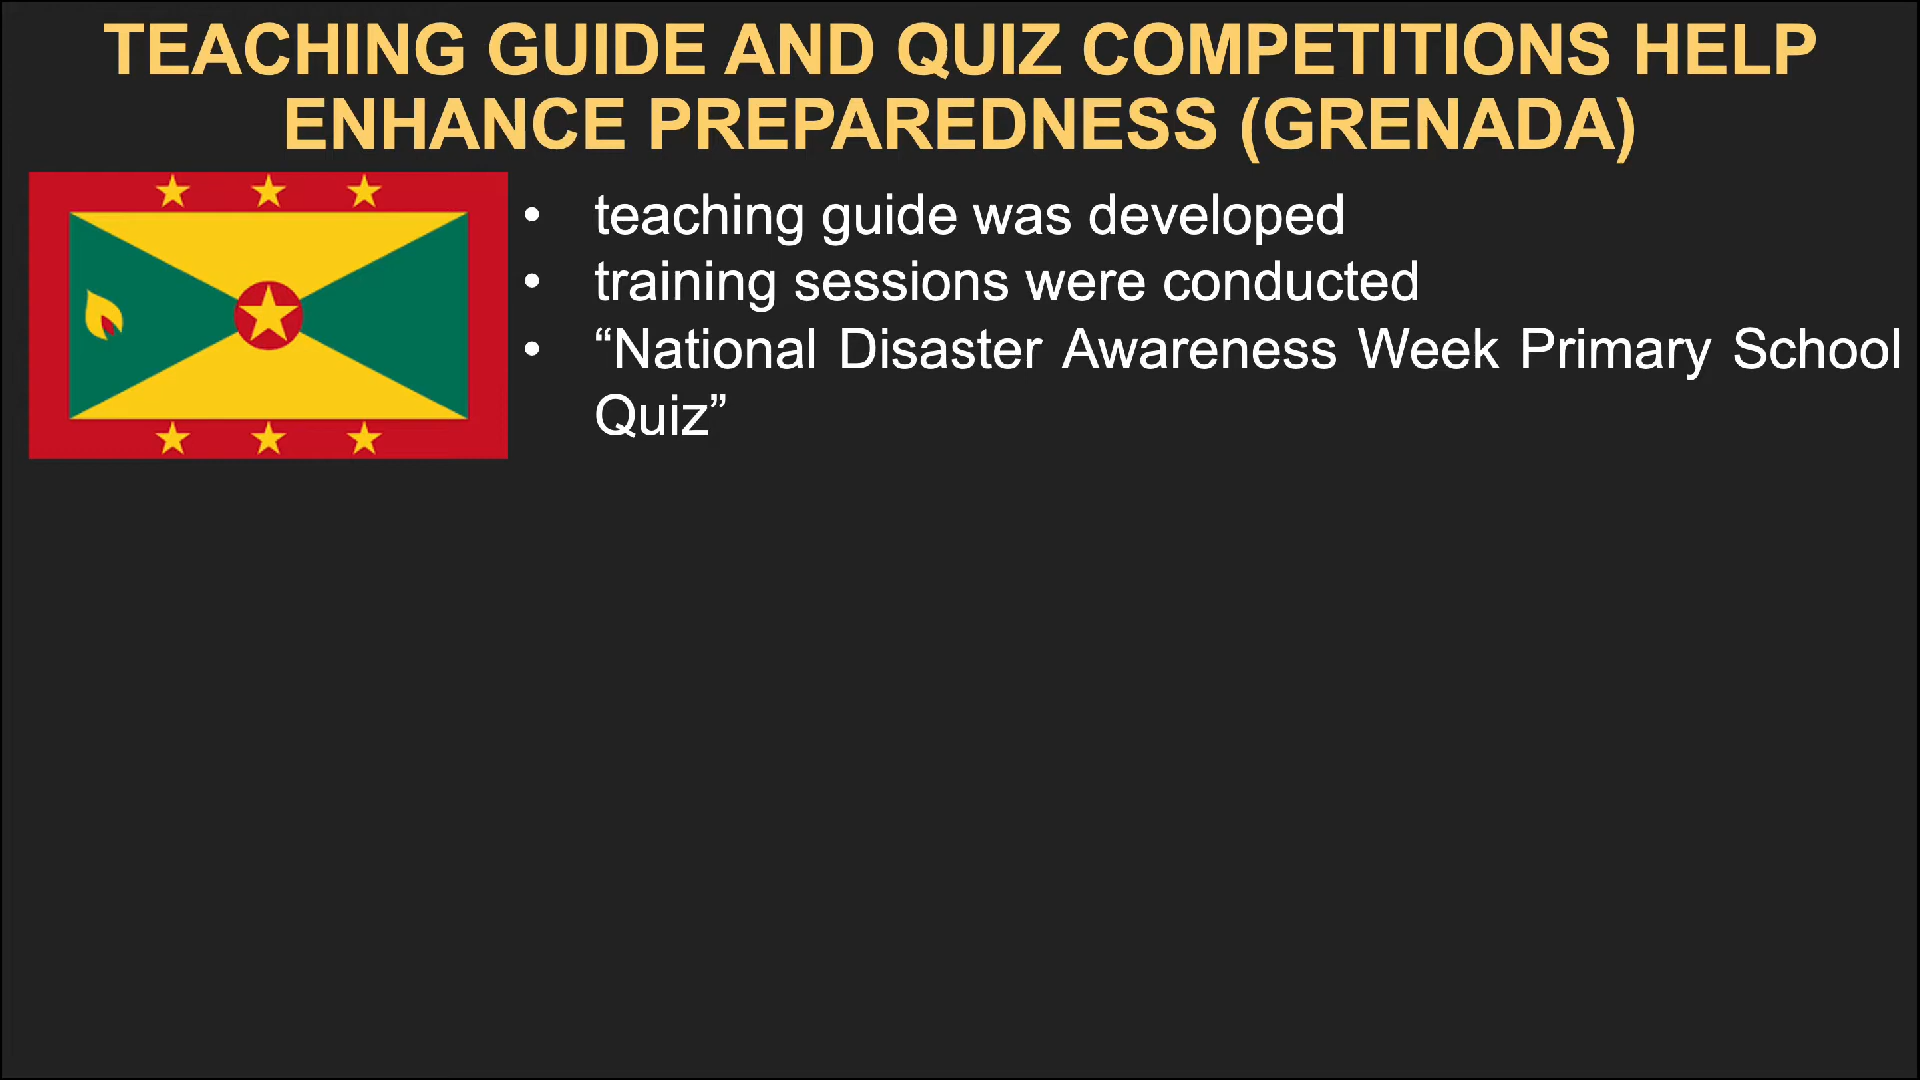 TEACHING GUIDE AND QUIZ COMPETITIONS HELP
ENHANCE PREPAREDNESS (GRENADA)
• teaching guide was developed
• training sessions were conducted
• “National Disaster Awareness Week Primary School
Quiz”